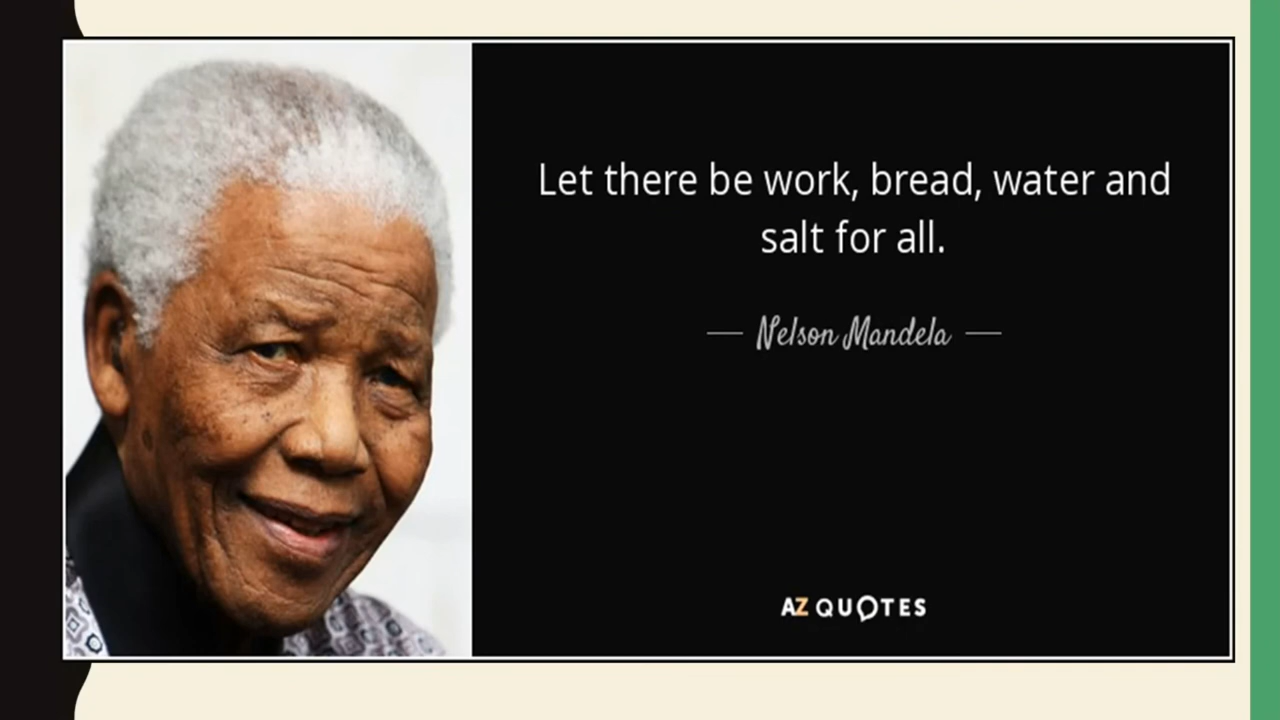 Let there be work, bread, water and
salt for all.
— Nelson Mandela —
AZ QUOTES